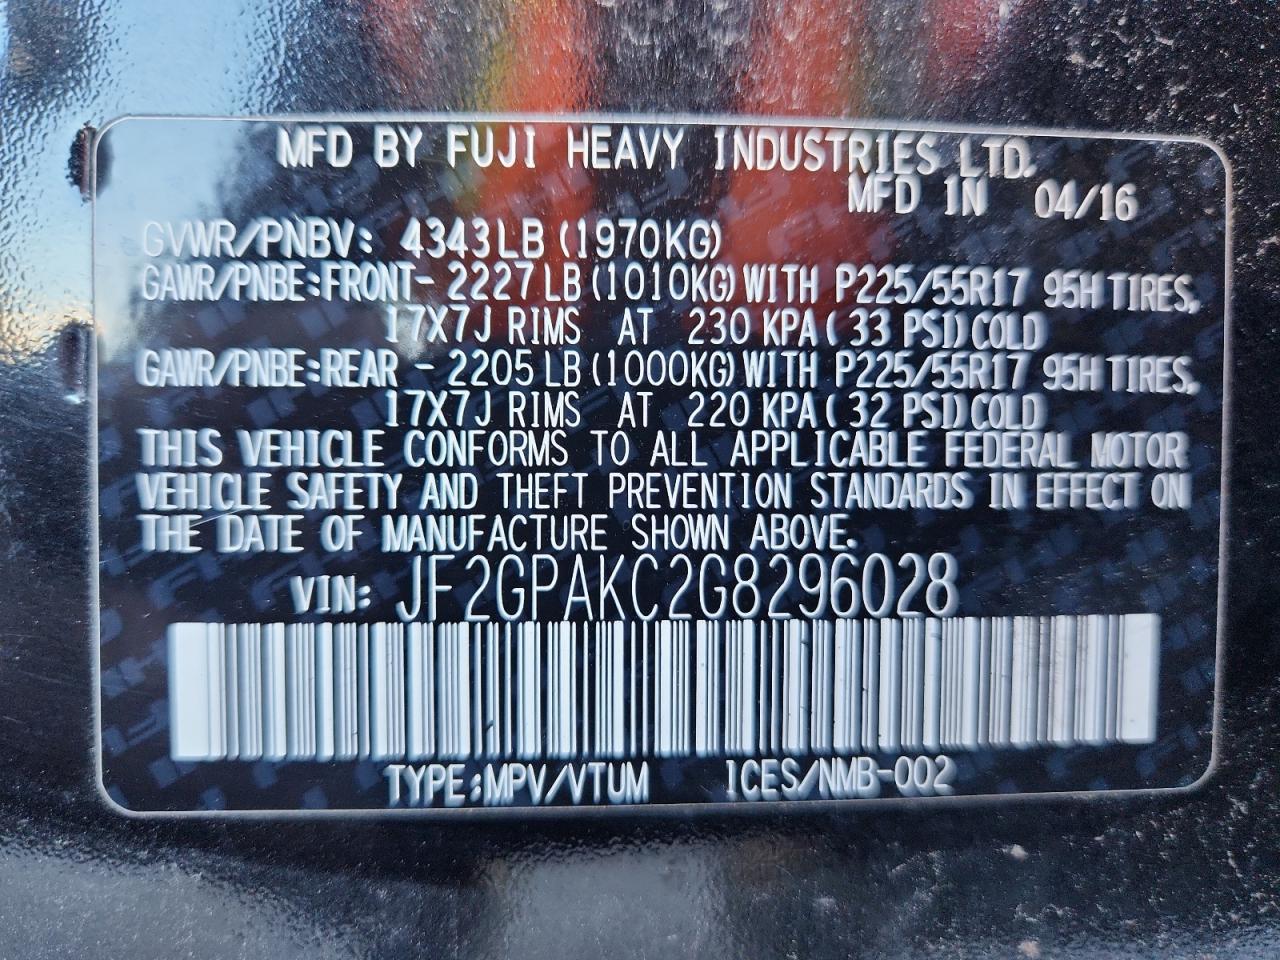 MFD BY FUJI HEAVY INDUSTRIES LTD.
MFD IN 04/16
GVWR/PNBV: 4343LB (1970KG)
GAWR/PNBE:FRONT- 2227 LB (1010KG) WITH P225/55R17 95H TIRES,
17X7J RIMS AT 230 KPA ( 33 PSI) COLD
GAWR/PNBE:REAR - 2205 LB (1000KG) WITH P225/55R17 95H TIRES,
17X7J RIMS AT 220 KPA ( 32 PSI) COLD
THIS VEHICLE CONFORMS TO ALL APPLICABLE FEDERAL MOTOR
VEHICLE SAFETY AND THEFT PREVENTION STANDARDS IN EFFECT ON
THE DATE OF MANUFACTURE SHOWN ABOVE.
VIN: JF2GPAKC2G8296028
TYPE:MPV/VTUM ICES/NMB-002